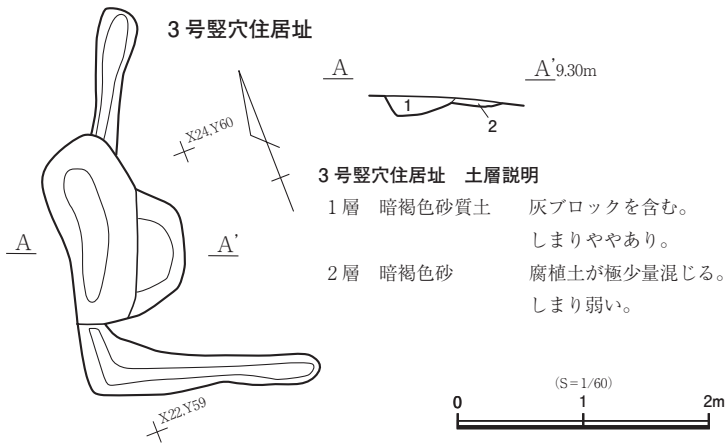 3号竪穴住居址
A A' 9.30m
1
2
X24,Y60
3号竪穴住居址 土層説明
1層 暗褐色砂質土 灰ブロックを含む。
しまりややあり。
2層 暗褐色砂 腐植土が極少量混じる。
しまり弱い。
A A'
(S=1/60)
0 1 2m
X22,Y59